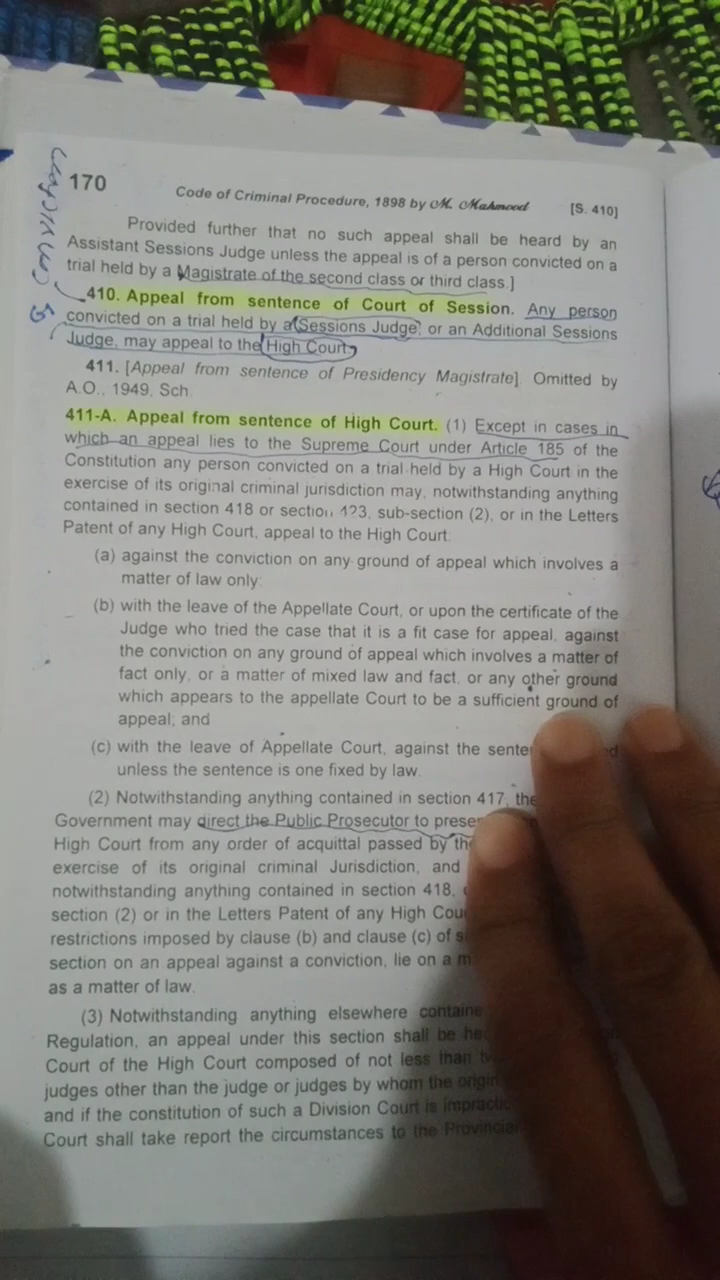 170
Code of Criminal Procedure, 1898 by M. Mahmood
[S. 410]
Provided further that no such appeal shall be heard by an
Assistant Sessions Judge unless the appeal is of a person convicted on a
trial held by a Magistrate of the second class or third class.]
410. Appeal from sentence of Court of Session. Any person
convicted on a trial held by a Sessions Judge, or an Additional Sessions
Judge, may appeal to the High Court.
411. [Appeal from sentence of Presidency Magistrate] Omitted by
A.O., 1949, Sch.
411-A. Appeal from sentence of High Court. (1) Except in cases in
which an appeal lies to the Supreme Court under Article 185 of the
Constitution any person convicted on a trial held by a High Court in the
exercise of its original criminal jurisdiction may, notwithstanding anything
contained in section 418 or section 423, sub-section (2), or in the Letters
Patent of any High Court, appeal to the High Court:
(a) against the conviction on any ground of appeal which involves a
matter of law only:
(b) with the leave of the Appellate Court, or upon the certificate of the
Judge who tried the case that it is a fit case for appeal, against
the conviction on any ground of appeal which involves a matter of
fact only, or a matter of mixed law and fact, or any other ground
which appears to the appellate Court to be a sufficient ground of
appeal; and
(c) with the leave of Appellate Court, against the
unless the sentence is one fixed by law.
(2) Notwithstanding anything contained in section 417, the
Government may direct the Public Prosecutor to
High Court from any order of acquittal passed by
exercise of its original criminal Jurisdiction, and
notwithstanding anything contained in section 418,
section (2) or in the Letters Patent of any High
restrictions imposed by clause (b) and clause (c) of
section on an appeal against a conviction, lie on a
as a matter of law.
(3) Notwithstanding anything elsewhere
Regulation, an appeal under this section shall be
Court of the High Court composed of not less than
judges other than the judge or judges by whom the
and if the constitution of such a Division Court is
Court shall take report the circumstances to the